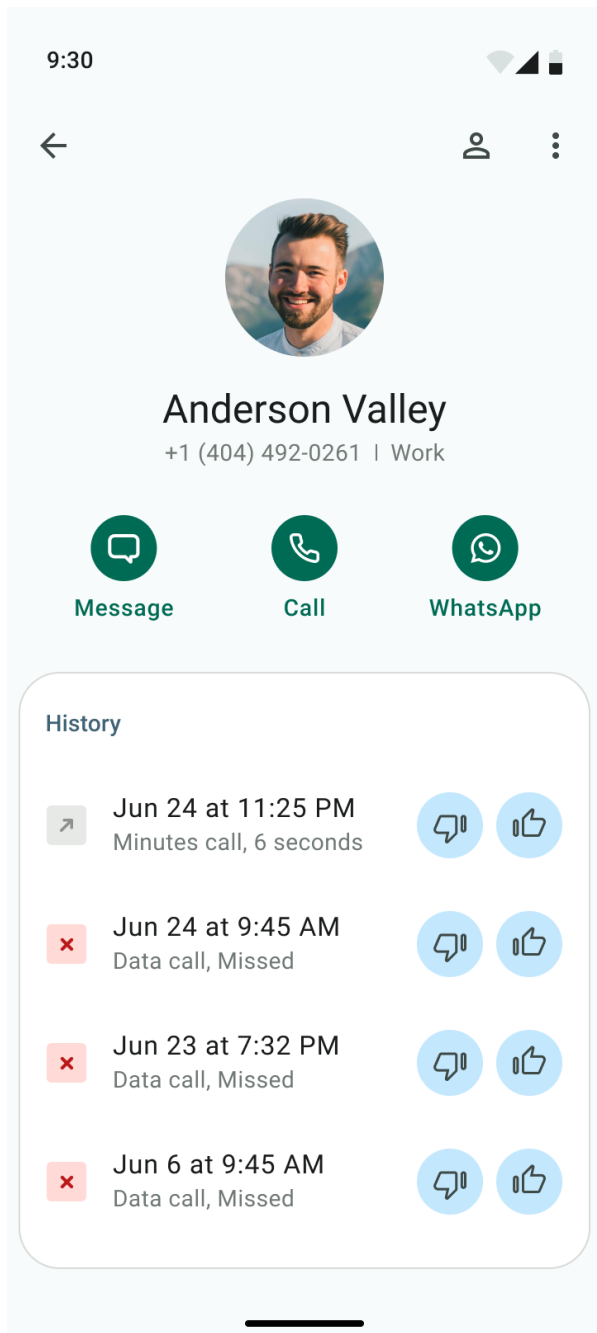 9:30
Anderson Valley
+1 (404) 492-0261 | Work
Message Call WhatsApp
History
Jun 24 at 11:25 PM
Minutes call, 6 seconds
Jun 24 at 9:45 AM
Data call, Missed
Jun 23 at 7:32 PM
Data call, Missed
Jun 6 at 9:45 AM
Data call, Missed